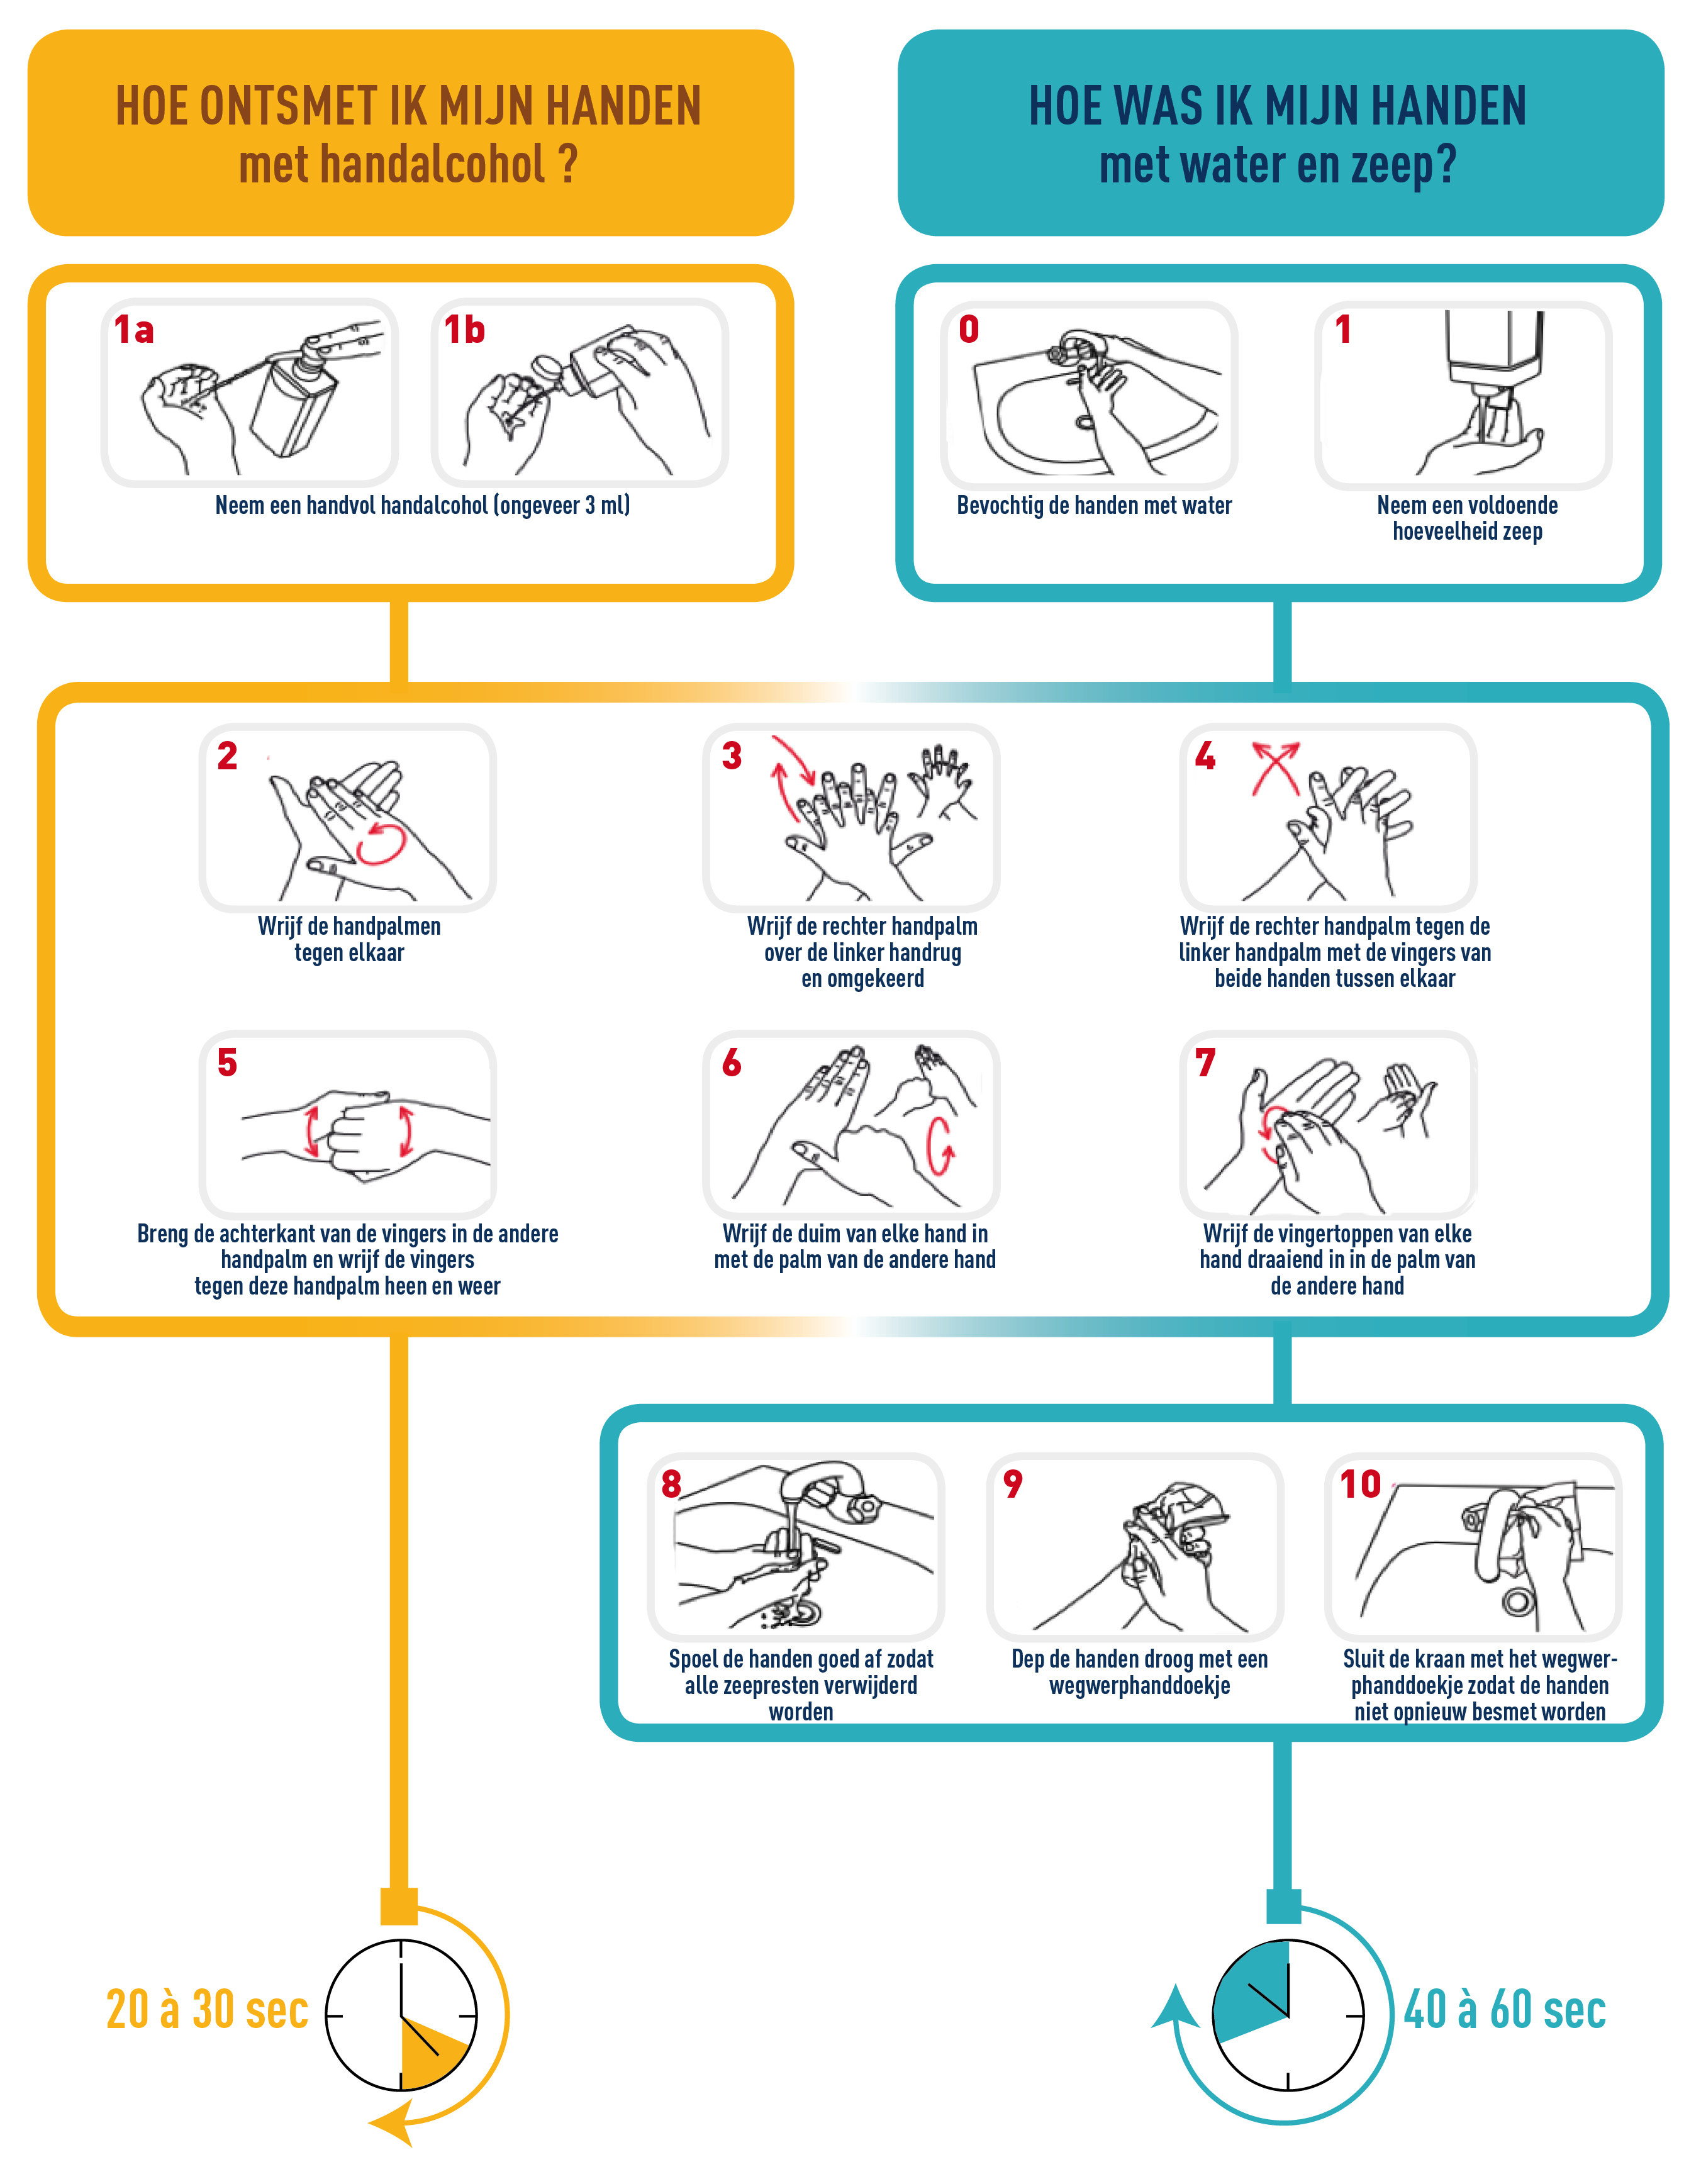 HOE ONTSMET IK MIJN HANDEN
met handalcohol ?
HOE WAS IK MIJN HANDEN
met water en zeep?
1a
1b
Neem een handvol handalcohol (ongeveer 3 ml)
0
Bevochtig de handen met water
1
Neem een voldoende
hoeveelheid zeep
2
Wrijf de handpalmen
tegen elkaar
3
Wrijf de rechter handpalm
over de linker handrug
en omgekeerd
4
Wrijf de rechter handpalm tegen de
linker handpalm met de vingers van
beide handen tussen elkaar
5
Breng de achterkant van de vingers in de andere
handpalm en wrijf de vingers
tegen deze handpalm heen en weer
6
Wrijf de duim van elke hand in
met de palm van de andere hand
7
Wrijf de vingertoppen van elke
hand draaiend in in de palm van
de andere hand
8
Spoel de handen goed af zodat
alle zeepresten verwijderd
worden
9
Dep de handen droog met een
wegwerphanddoekje
10
Sluit de kraan met het wegwer-
phanddoekje zodat de handen
niet opnieuw besmet worden
20 à 30 sec
40 à 60 sec